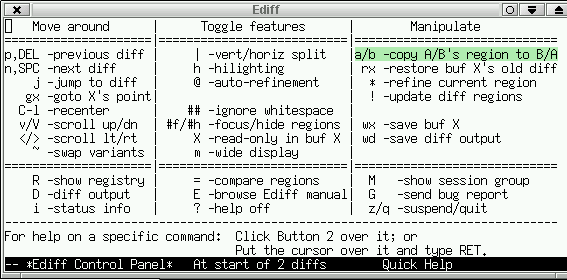 Ediff
Move around | Toggle features | Manipulate
=====================|===========================|=============================
p,DEL -previous diff | | -vert/horiz split |a/b -copy A/B's region to B/A
n,SPC -next diff | h -hilighting | rx -restore buf X's old diff
j -jump to diff | @ -auto-refinement | * -refine current region
gx -goto X's point| | ! -update diff regions
C-l -recenter | ## -ignore whitespace |
v/V -scroll up/dn | #f/#h -focus/hide regions | wx -save buf X
</> -scroll lt/rt | X -read-only in buf X | wd -save diff output
~ -swap variants | m -wide display |
=====================|===========================|=============================
R -show registry | = -compare regions | M -show session group
D -diff output | E -browse Ediff manual| G -send bug report
i -status info | ? -help off | z/q -suspend/quit
-------------------------------------------------------------------------------
For help on a specific command: Click Button 2 over it; or
Put the cursor over it and type RET.
-- *Ediff Control Panel* At start of 2 diffs Quick Help